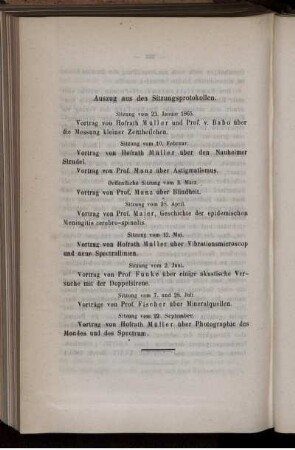 Auszug aus den Sitzungsprotokollen.
Sitzung vom 21. Januar 1865.
Vortrag von Hofrath Müller und Prof. v. Babo über
die Messung kleiner Zeittheilchen.
Sitzung vom 10. Februar.
Vortrag von Hofrath Müller über den Nauheimer
Strudel.
Vortrag von Prof. Manz über Astigmatismus.
Oeffentliche Sitzung vom 3. März.
Vortrag von Prof. Manz über Blindheit.
Sitzung vom 28. April.
Vortrag von Prof. Maier, Geschichte der epidemischen
Meningitis cerebro-spinalis.
Sitzung vom 12. Mai.
Vortrag von Hofrath Müller über Vibrationsmicroscop
und neue Spectrallinien.
Sitzung vom 2. Juni.
Vortrag von Prof. Funke über einige akustische Ver-
suche mit der Doppelsirene.
Sitzung vom 7. und 28. Juli.
Vorträge von Prof. Fischer über Mineralquellen.
Sitzung vom 22. September.
Vortrag von Hofrath Müller über Photographie des
Mondes und des Spectrums.